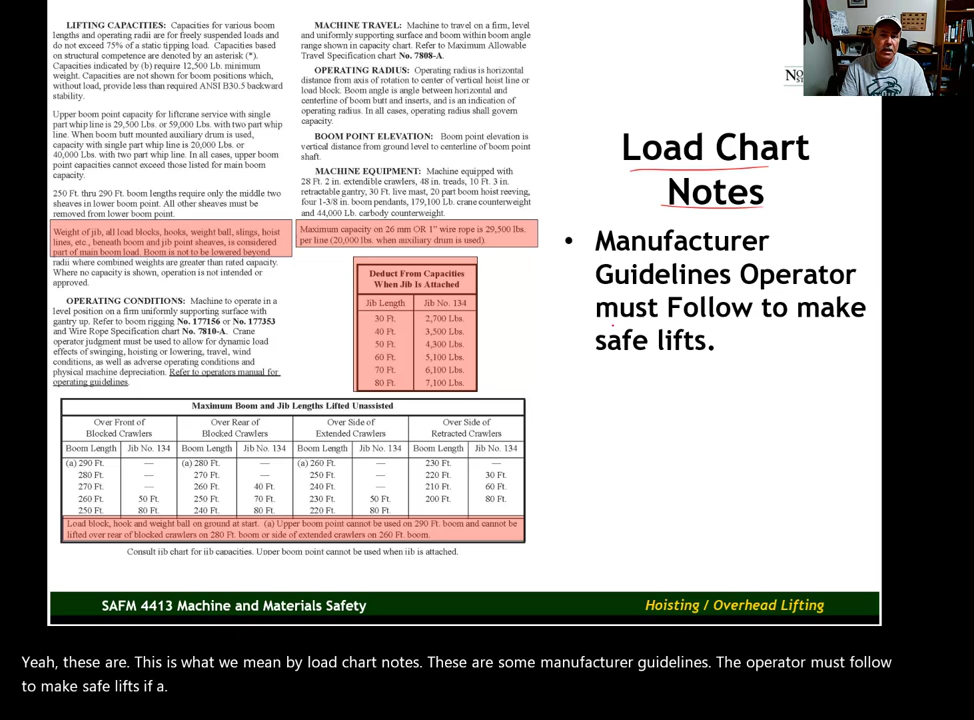 LIFTING CAPACITIES: Capacities for various boom
lengths and operating radii are for freely suspended loads and
do not exceed 75% of a static tipping load. Capacities based
on structural competence are denoted by an asterisk (*).
Capacities indicated by (b) require 12,500 Lb. minimum
weight. Capacities are not shown for boom positions which,
without load, provide less than required ANSI B30.5 backward
stability.
Upper boom point capacity for liftcrane service with single
part whip line is 29,500 Lbs. or 59,000 Lbs. with two part whip
line. When boom butt mounted auxiliary drum is used,
capacity with single part whip line is 20,000 Lbs. or
40,000 Lbs. with two part whip line. In all cases, upper boom
point capacities cannot exceed those listed for main boom
capacity.
250 Ft. thru 290 Ft. boom lengths require only the middle two
sheaves in lower boom point. All other sheaves must be
removed from lower boom point.
Weight of jib, all load blocks, hooks, weight ball, slings, hoist
lines, etc., beneath boom and jib point sheaves, is considered
part of main boom load. Boom is not to be lowered beyond
radii where combined weights are greater than rated capacity.
Where no capacity is shown, operation is not intended or
approved.
OPERATING CONDITIONS: Machine to operate in a
level position on a firm uniformly supporting surface with
gantry up. Refer to boom rigging No. 177156 or No. 177353
and Wire Rope Specification chart No. 7810-A. Crane
operator judgment must be used to allow for dynamic load
effects of swinging, hoisting or lowering, travel, wind
conditions, as well as adverse operating conditions and
physical machine depreciation. Refer to operators manual for
operating guidelines.
MACHINE TRAVEL: Machine to travel on a firm, level
and uniformly supporting surface and boom within boom angle
range shown in capacity chart. Refer to Maximum Allowable
Travel Specification chart No. 7808-A.
OPERATING RADIUS: Operating radius is horizontal
distance from axis of rotation to center of vertical hoist line or
load block. Boom angle is angle between horizontal and
centerline of boom butt and inserts, and is an indication of
operating radius. In all cases, operating radius shall govern
capacity.
BOOM POINT ELEVATION: Boom point elevation is
vertical distance from ground level to centerline of boom point
shaft.
MACHINE EQUIPMENT: Machine equipped with
28 Ft. 2 in. extendible crawlers, 48 in. treads, 10 Ft. 3 in.
retractable gantry, 30 Ft. live mast, 20 part boom hoist reeving,
four 1-3/8 in. boom pendants, 179,100 Lb. crane counterweight
and 44,000 Lb. carbody counterweight.
Maximum capacity on 26 mm OR 1" wire rope is 29,500 lbs.
per line (20,000 lbs. when auxiliary drum is used).
Deduct From Capacities
When Jib Is Attached
Jib Length Jib No. 134
30 Ft. 2,700 Lbs.
40 Ft. 3,500 Lbs.
50 Ft. 4,300 Lbs.
60 Ft. 5,100 Lbs.
70 Ft. 6,100 Lbs.
80 Ft. 7,100 Lbs.
Maximum Boom and Jib Lengths Lifted Unassisted
Over Front of Over Rear of Over Side of Over Side of
Blocked Crawlers Blocked Crawlers Extended Crawlers Retracted Crawlers
Boom Length Jib No. 134 Boom Length Jib No. 134 Boom Length Jib No. 134 Boom Length Jib No. 134
(a) 290 Ft. — (a) 280 Ft. — (a) 260 Ft. — 230 Ft. —
280 Ft. — 270 Ft. — 250 Ft. — 220 Ft. 30 Ft.
270 Ft. — 260 Ft. 40 Ft. 240 Ft. — 210 Ft. 60 Ft.
260 Ft. 50 Ft. 250 Ft. 70 Ft. 230 Ft. 50 Ft. 200 Ft. 80 Ft.
250 Ft. 80 Ft. 240 Ft. 80 Ft. 220 Ft. 80 Ft.
Load block, hook and weight ball on ground at start. (a) Upper boom point cannot be used on 290 Ft. boom and cannot be
lifted over rear of blocked crawlers on 280 Ft. boom or side of extended crawlers on 260 Ft. boom.
Consult jib chart for jib capacities. Upper boom point cannot be used when jib is attached.
Load Chart
Notes
• Manufacturer
Guidelines Operator
must Follow to make
safe lifts.
SAFM 4413 Machine and Materials Safety
Hoisting / Overhead Lifting
Yeah, these are. This is what we mean by load chart notes. These are some manufacturer guidelines. The operator must follow
to make safe lifts if a.